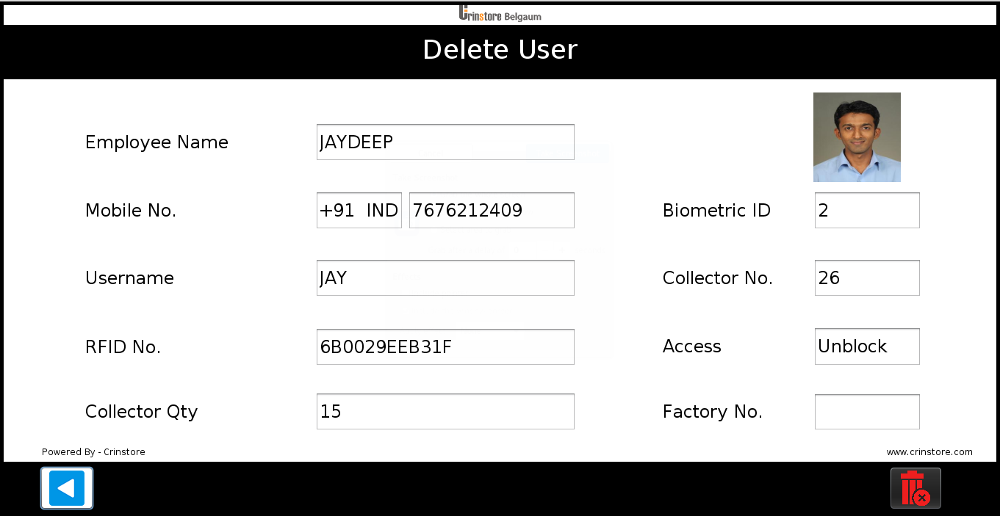 Crinstore Belgaum
Delete User
Employee Name JAYDEEP
Mobile No. +91 IND 7676212409 Biometric ID 2
Username JAY Collector No. 26
RFID No. 6B0029EEB31F Access Unblock
Collector Qty 15 Factory No.
Powered By - Crinstore www.crinstore.com